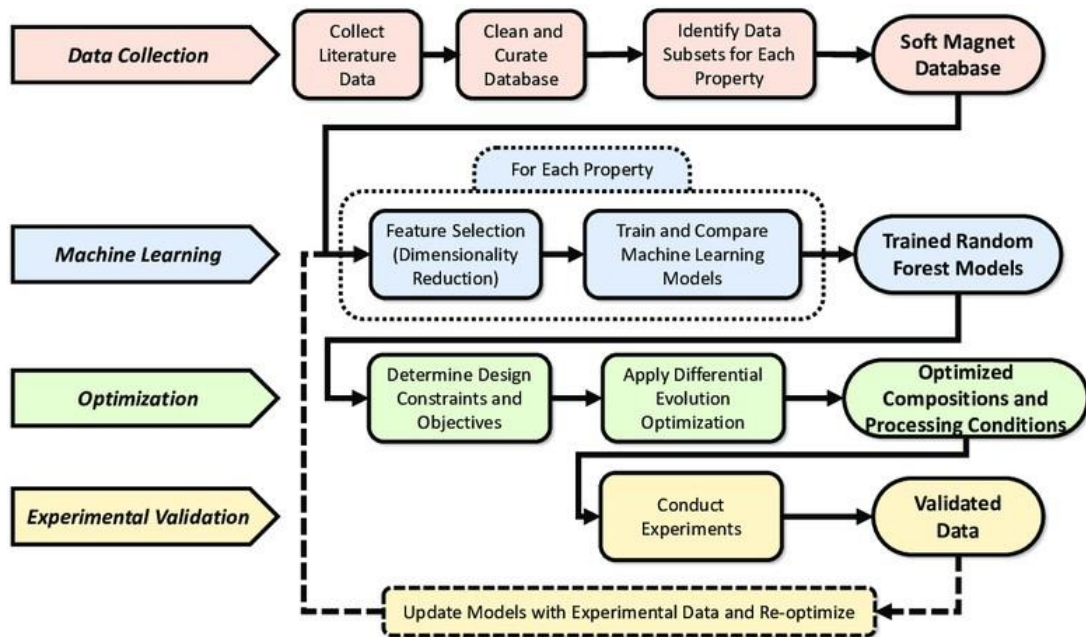 Data Collection
Collect
Literature
Data
Clean and
Curate
Database
Identify Data
Subsets for Each
Property
Soft Magnet
Database
For Each Property
Machine Learning
Feature Selection
(Dimensionality
Reduction)
Train and Compare
Machine Learning
Models
Trained Random
Forest Models
Optimization
Determine Design
Constraints and
Objectives
Apply Differential
Evolution
Optimization
Optimized
Compositions and
Processing Conditions
Experimental Validation
Conduct
Experiments
Validated
Data
Update Models with Experimental Data and Re-optimize